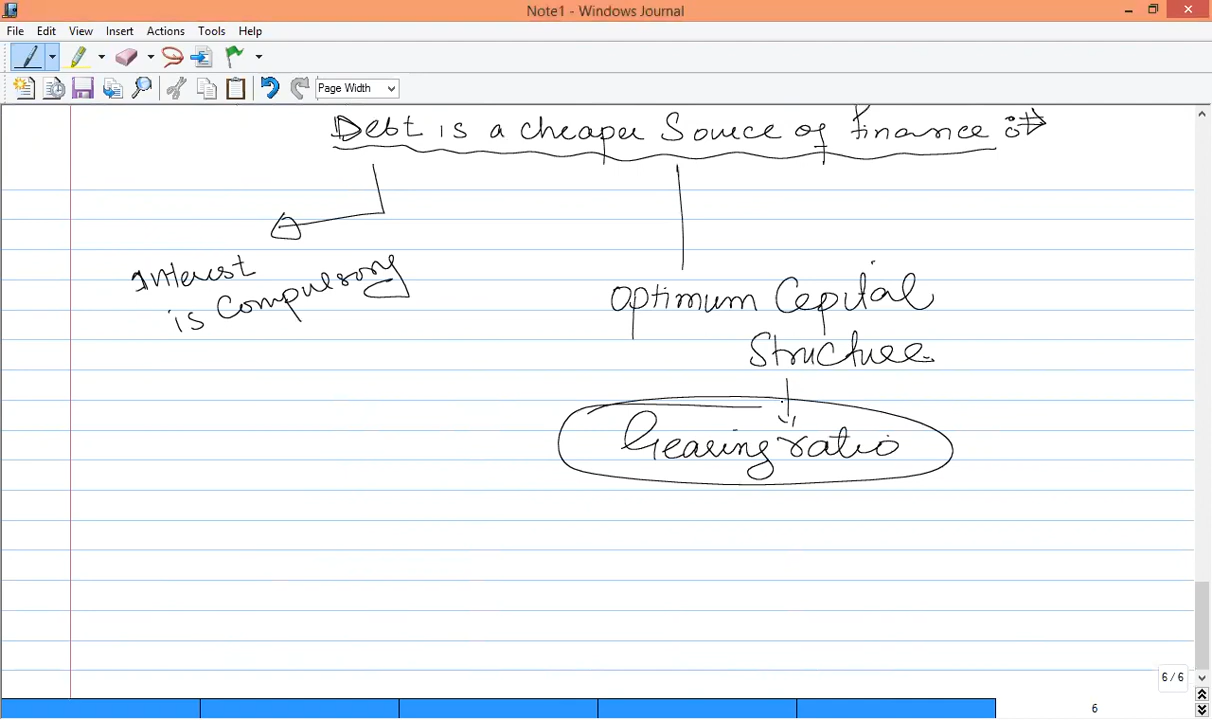 Note1 - Windows Journal
File Edit View Insert Actions Tools Help
Page Width
Debt is a cheaper Source of finance
Interest
is Compulsory
Optimum Cepital
Structure
Gearing ratio
6 / 6
6